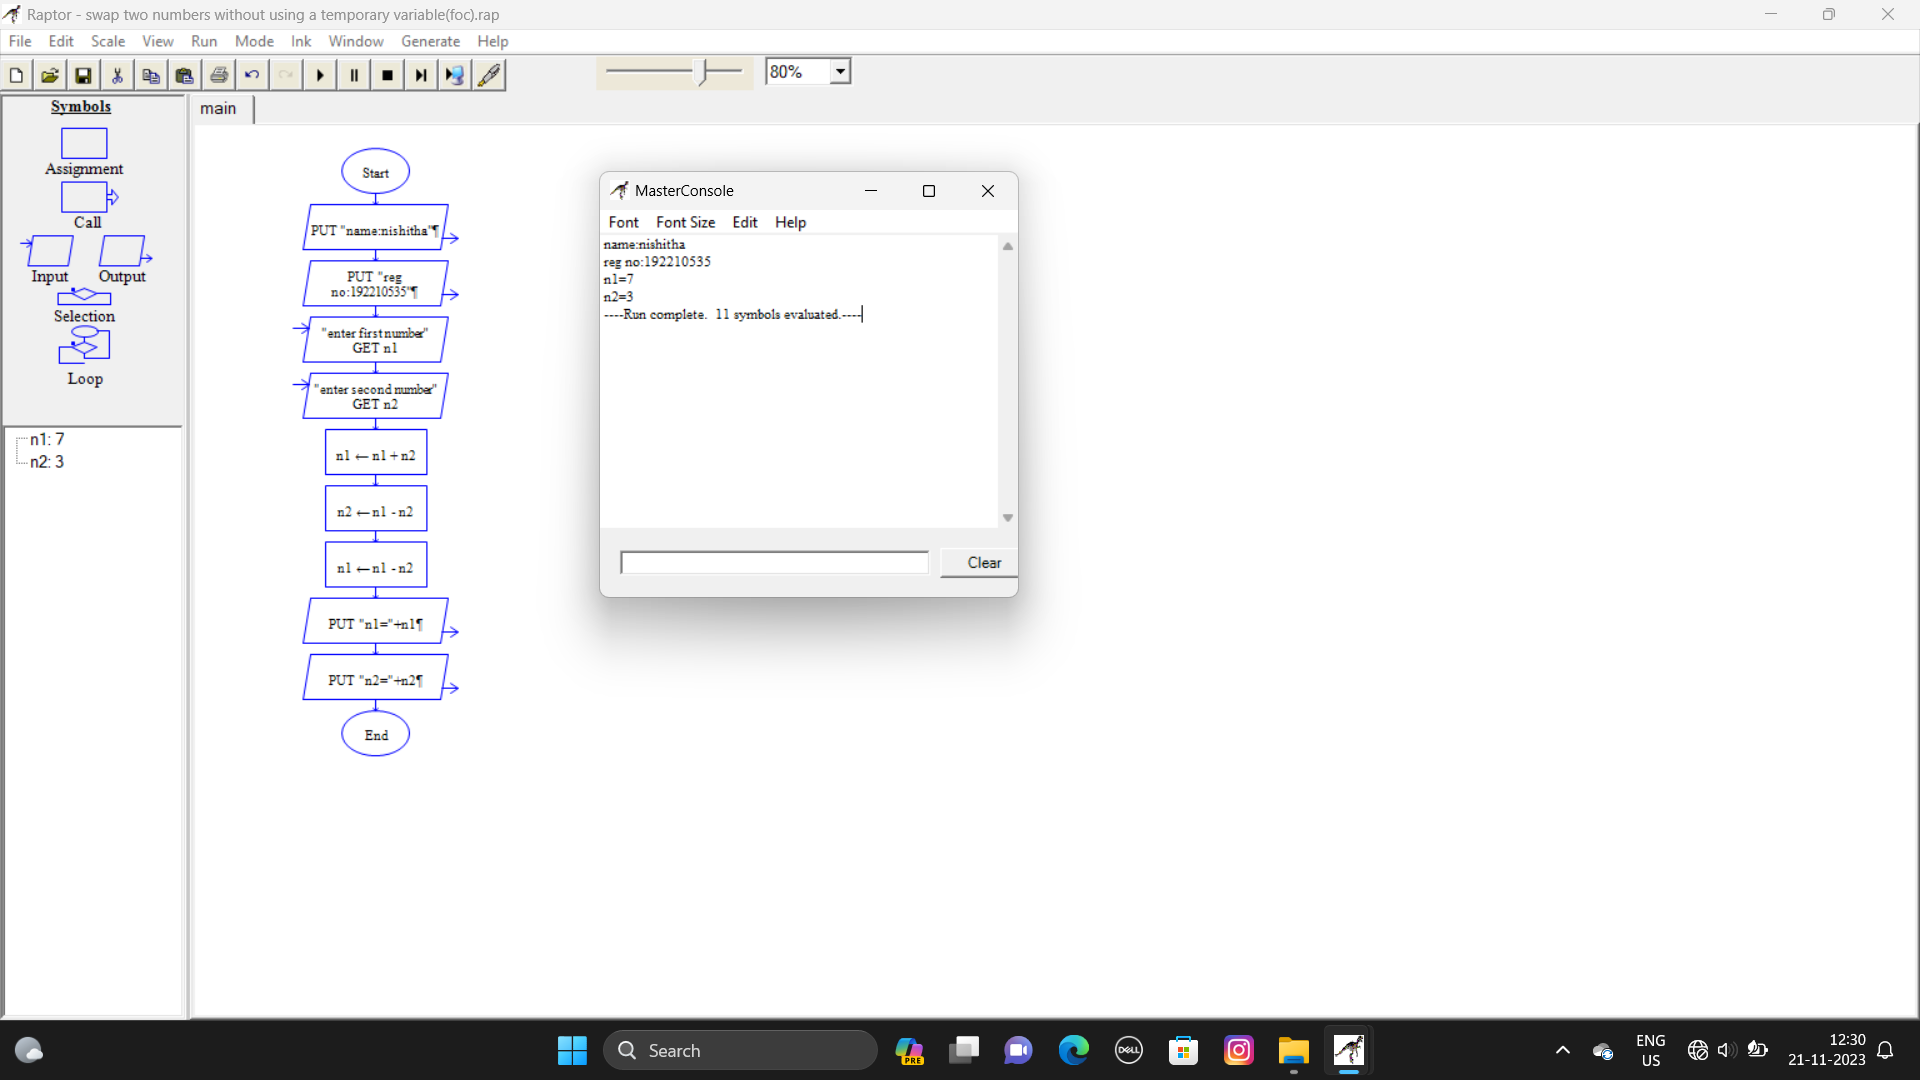 Raptor - swap two numbers without using a temporary variable(foc).rap
File Edit Scale View Run Mode Ink Window Generate Help
80%
Symbols
Assignment
Call
Input Output
Selection
Loop
n1: 7
n2: 3
main
Start
PUT "name:nishitha"¶
PUT "reg
no:192210535"¶
"enter first number"
GET n1
"enter second number"
GET n2
n1 ← n1 + n2
n2 ← n1 - n2
n1 ← n1 - n2
PUT "n1="+n1¶
PUT "n2="+n2¶
End
MasterConsole
Font Font Size Edit Help
name:nishitha
reg no:192210535
n1=7
n2=3
----Run complete.  11 symbols evaluated.----
Clear
Search
PRE
DELL
ENG
US
12:30
21-11-2023